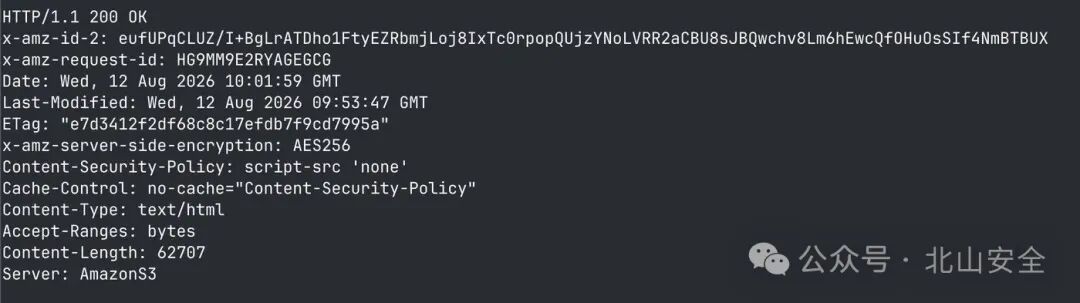 HTTP/1.1 200 OK
x-amz-id-2: eufUPqCLUZ/I+BgLrATDho1FtyEZRbmjLoj8IxTc0rpopQUjzYNoLVRR2aCBU8sJBQwchv8Lm6hEwcQfOHuOsSIf4NmBTBUX
x-amz-request-id: HG9MM9E2RYAGEGCG
Date: Wed, 12 Aug 2026 10:01:59 GMT
Last-Modified: Wed, 12 Aug 2026 09:53:47 GMT
ETag: "e7d3412f2df68c8c17efdb7f9cd7995a"
x-amz-server-side-encryption: AES256
Content-Security-Policy: script-src 'none'
Cache-Control: no-cache="Content-Security-Policy"
Content-Type: text/html
Accept-Ranges: bytes
Content-Length: 62707
Server: AmazonS3
公众号 · 北山安全